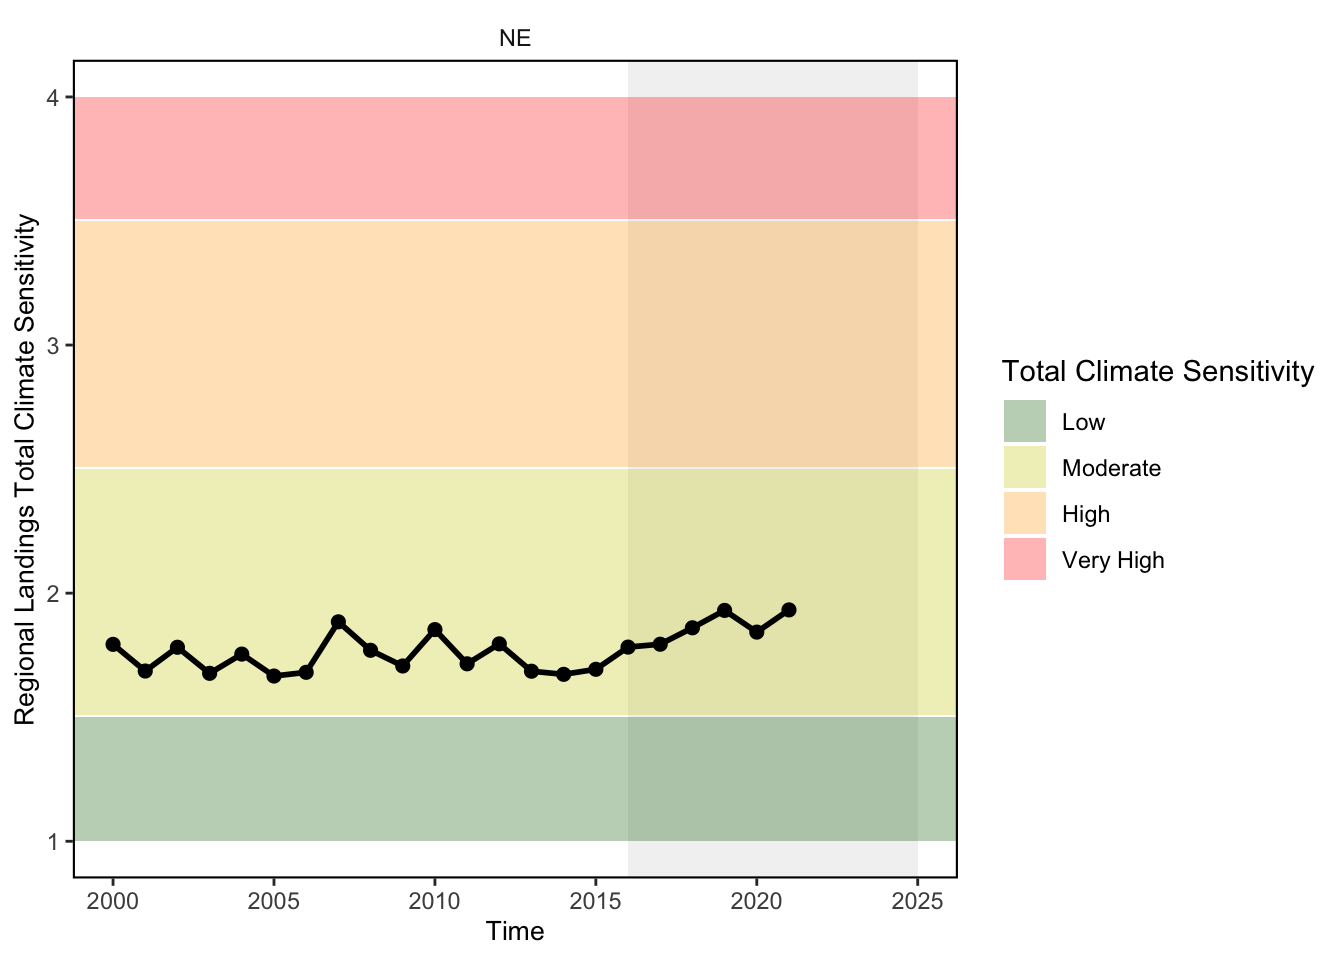 NE
Regional Landings Total Climate Sensitivity
4
3
2
1
2000 2005 2010 2015 2020 2025
Time
Total Climate Sensitivity
Low
Moderate
High
Very High